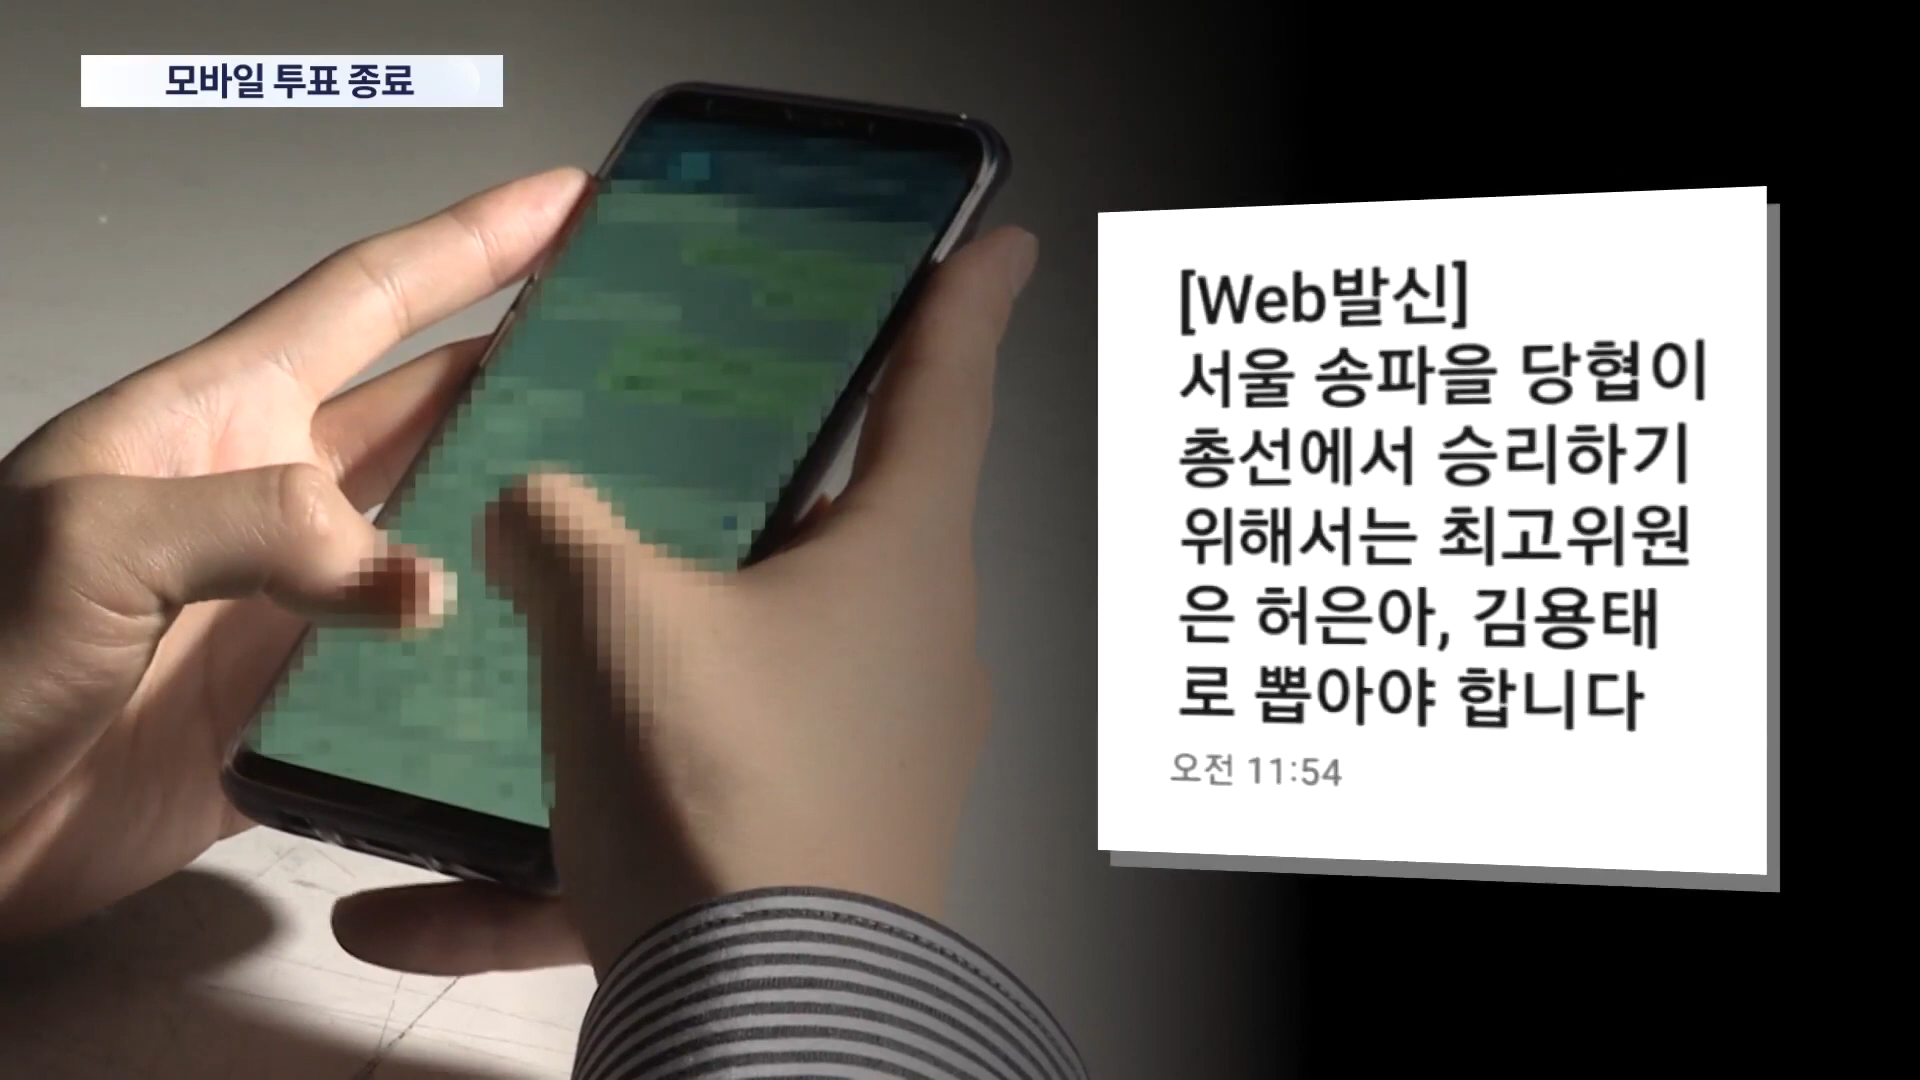 모바일 투표 종료
[Web발신]
서울 송파을 당협이
총선에서 승리하기
위해서는 최고위원
은 허은아, 김용태
로 뽑아야 합니다
오전 11:54